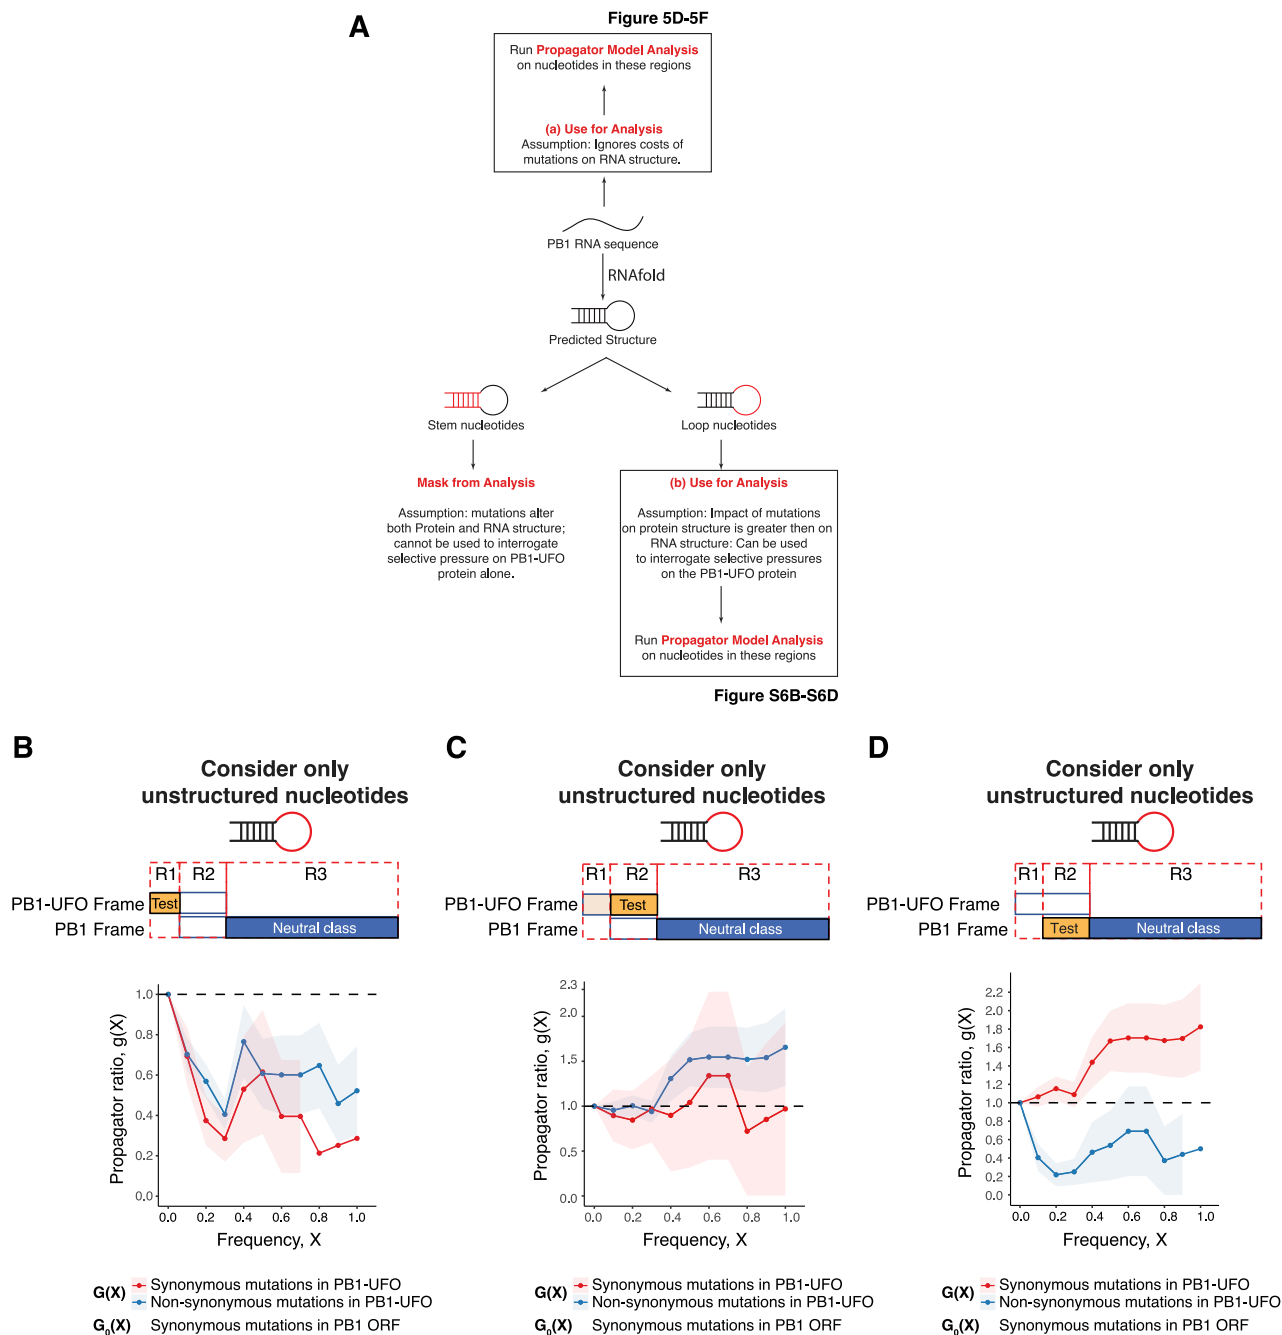 Figure 5D-5F
A
Run Propagator Model Analysis
on nucleotides in these regions
(a) Use for Analysis
Assumption: Ignores costs of
mutations on RNA structure.
PB1 RNA sequence
RNAfold
Predicted Structure
Stem nucleotides
Loop nucleotides
Mask from Analysis
Assumption: mutations alter
both Protein and RNA structure;
cannot be used to interrogate
selective pressure on PB1-UFO
protein alone.
(b) Use for Analysis
Assumption: Impact of mutations
on protein structure is greater then on
RNA structure: Can be used
to interrogate selective pressures
on the PB1-UFO protein
Run Propagator Model Analysis
on nucleotides in these regions
Figure S6B-S6D
B
Consider only
unstructured nucleotides
R1 R2 R3
PB1-UFO Frame Test
PB1 Frame Neutral class
Propagator ratio, g(X)
1.0
0.8
0.6
0.4
0.2
0.0
0.0 0.2 0.4 0.6 0.8 1.0
Frequency, X
G(X) Synonymous mutations in PB1-UFO
Non-synonymous mutations in PB1-UFO
G0(X) Synonymous mutations in PB1 ORF
C
Consider only
unstructured nucleotides
R1 R2 R3
PB1-UFO Frame Test
PB1 Frame Neutral class
Propagator ratio, g(X)
2.3
2.0
1.5
1.0
0.5
0.0
0.0 0.2 0.4 0.6 0.8 1.0
Frequency, X
G(X) Synonymous mutations in PB1-UFO
Non-synonymous mutations in PB1-UFO
G0(X) Synonymous mutations in PB1 ORF
D
Consider only
unstructured nucleotides
R1 R2 R3
PB1-UFO Frame
PB1 Frame Test Neutral class
Propagator ratio, g(X)
2.2
2.0
1.8
1.6
1.4
1.2
1.0
0.8
0.6
0.4
0.2
0.0
0.0 0.2 0.4 0.6 0.8 1.0
Frequency, X
G(X) Synonymous mutations in PB1-UFO
Non-synonymous mutations in PB1-UFO
G0(X) Synonymous mutations in PB1 ORF